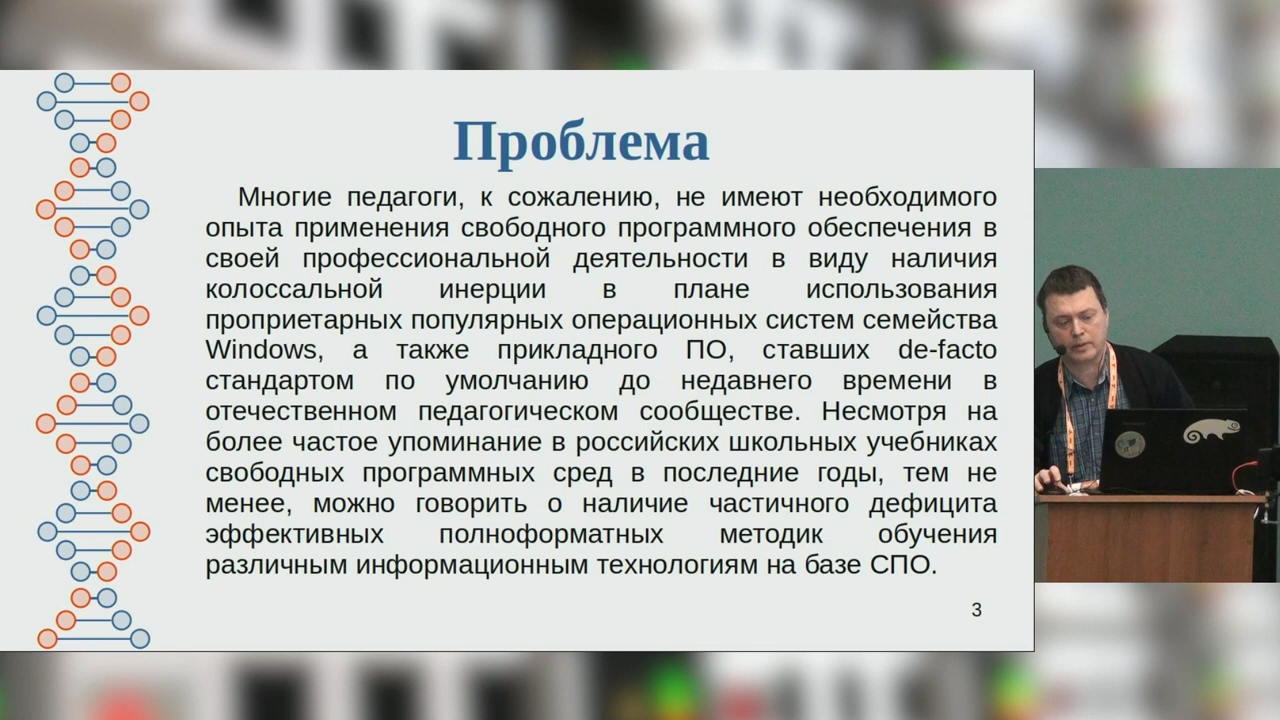 Проблема
Многие педагоги, к сожалению, не имеют необходимого
опыта применения свободного программного обеспечения в
своей профессиональной деятельности в виду наличия
колоссальной инерции в плане использования
проприетарных популярных операционных систем семейства
Windows, а также прикладного ПО, ставших de-facto
стандартом по умолчанию до недавнего времени в
отечественном педагогическом сообществе. Несмотря на
более частое упоминание в российских школьных учебниках
свободных программных сред в последние годы, тем не
менее, можно говорить о наличие частичного дефицита
эффективных полноформатных методик обучения
различным информационным технологиям на базе СПО.
3